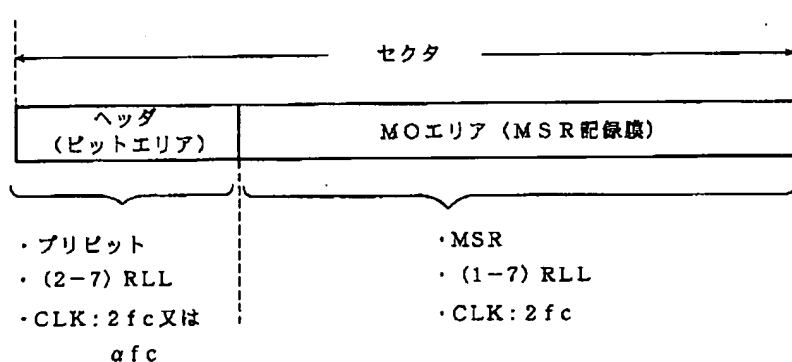 セクタ
ヘッダ
(ピットエリア)
MOエリア (MSR記録膜)
・プリピット
・(2-7) RLL
・CLK:2fc又は
αfc
・MSR
・(1-7) RLL
・CLK:2fc